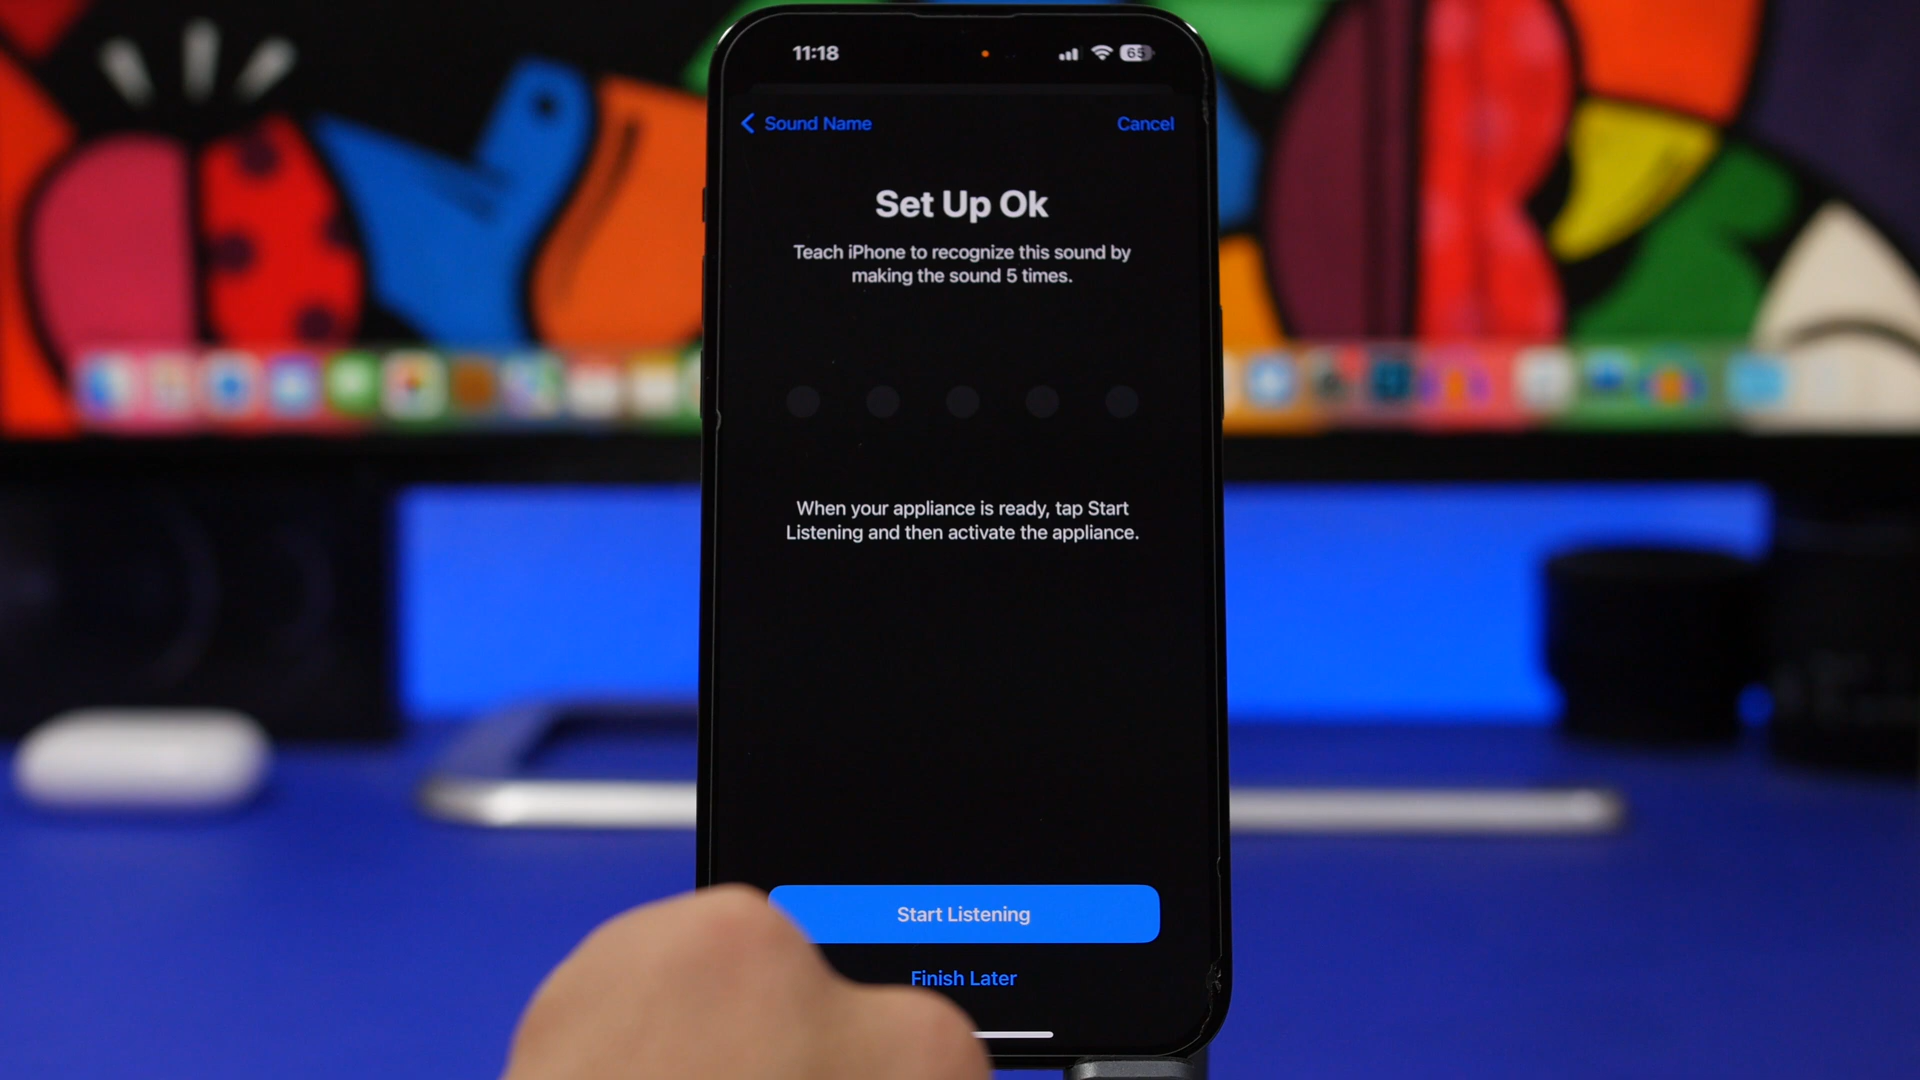 11:18
65
Sound Name
Cancel
Set Up Ok
Teach iPhone to recognize this sound by
making the sound 5 times.
When your appliance is ready, tap Start
Listening and then activate the appliance.
Start Listening
Finish Later